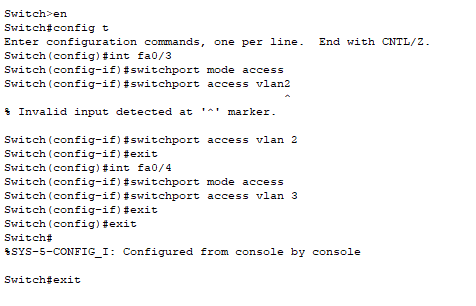 Switch>en
Switch#config t
Enter configuration commands, one per line.  End with CNTL/Z.
Switch(config)#int fa0/3
Switch(config-if)#switchport mode access
Switch(config-if)#switchport access vlan2
^
% Invalid input detected at '^' marker.
Switch(config-if)#switchport access vlan 2
Switch(config-if)#exit
Switch(config)#int fa0/4
Switch(config-if)#switchport mode access
Switch(config-if)#switchport access vlan 3
Switch(config-if)#exit
Switch(config)#exit
Switch#
%SYS-5-CONFIG_I: Configured from console by console
Switch#exit